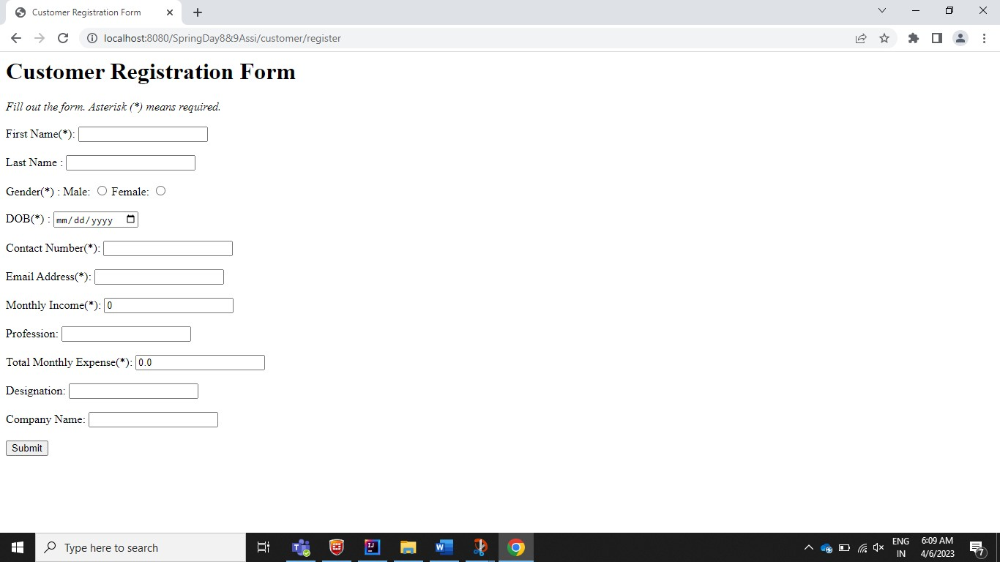 Customer Registration Form
localhost:8080/SpringDay8&9Assi/customer/register
Customer Registration Form
Fill out the form. Asterisk (*) means required.
First Name(*):
Last Name :
Gender(*) : Male: Female:
DOB(*) : mm/dd/yyyy
Contact Number(*):
Email Address(*):
Monthly Income(*): 0
Profession:
Total Monthly Expense(*): 0.0
Designation:
Company Name:
Submit
Type here to search
ENG
IN
6:09 AM
4/6/2023
7